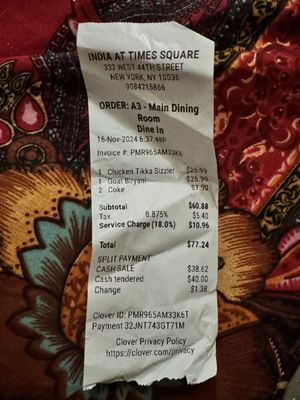 INDIA AT TIMES SQUARE
332 WEST 44TH STREET
NEW YORK, NY 10036
9084215866
ORDER: A3 - Main Dining
Room
Dine In
16-Nov-2024 6:37:48P
Invoice #: PMR965AM33K6
1 Chicken Tikka Sizzler $25.99
1 Goat Biryani $26.99
2 Coke $7.90
Subtotal $60.88
Tax 8.875% $5.40
Service Charge (18.0%) $10.96
Total $77.24
SPLIT PAYMENT
CASH SALE $38.62
Cash tendered $40.00
Change $1.38
Clover ID: PMR965AM33K6T
Payment 32JNT743GT71M
Clover Privacy Policy
https://clover.com/privacy